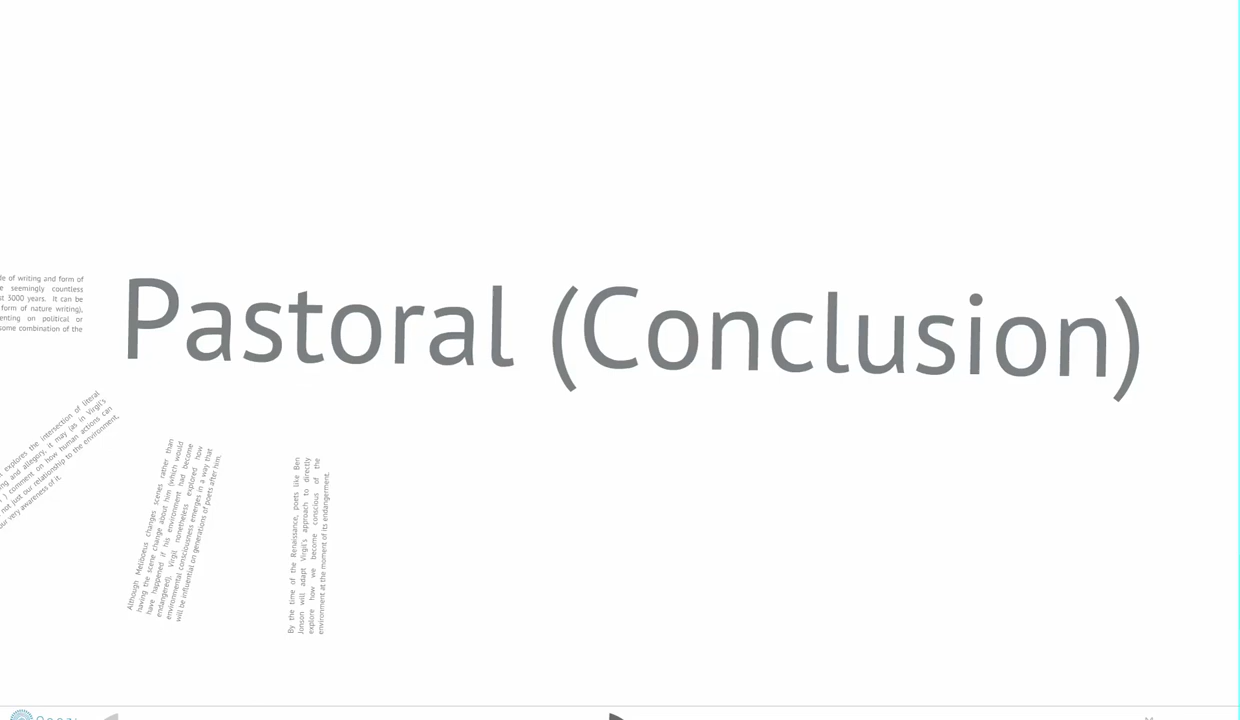 Pastoral (Conclusion)
de of writing and form of
seemingly countless
st 3000 years. It can be
form of nature writing),
enting on political or
some combination of the
explores the intersection of literal
ing and allegory, it may (as in Virgil's
) comment on how human actions can
not just our relationship to the environment,
our very awareness of it.
Although Meliboeus changes scenes rather than
having the scene change about him (which would
have happened if his environment had become
endangered), Virgil nonetheless explored how
environmental consciousness emerges in a way that
will be influential on generations of poets after him.
By the time of the Renaissance, poets like Ben
Jonson will adapt Virgil's approach to directly
explore how we become conscious of the
environment at the moment of its endangerment.